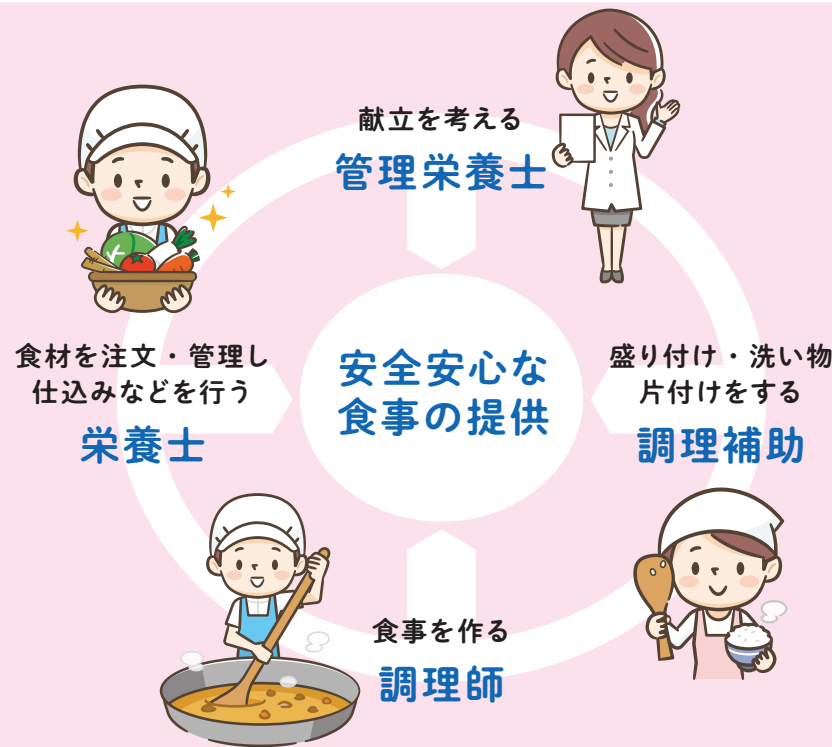 献立を考える
管理栄養士
食材を注文・管理し
仕込みなどを行う
栄養士
安全安心な
食事の提供
盛り付け・洗い物
片付けをする
調理補助
食事を作る
調理師